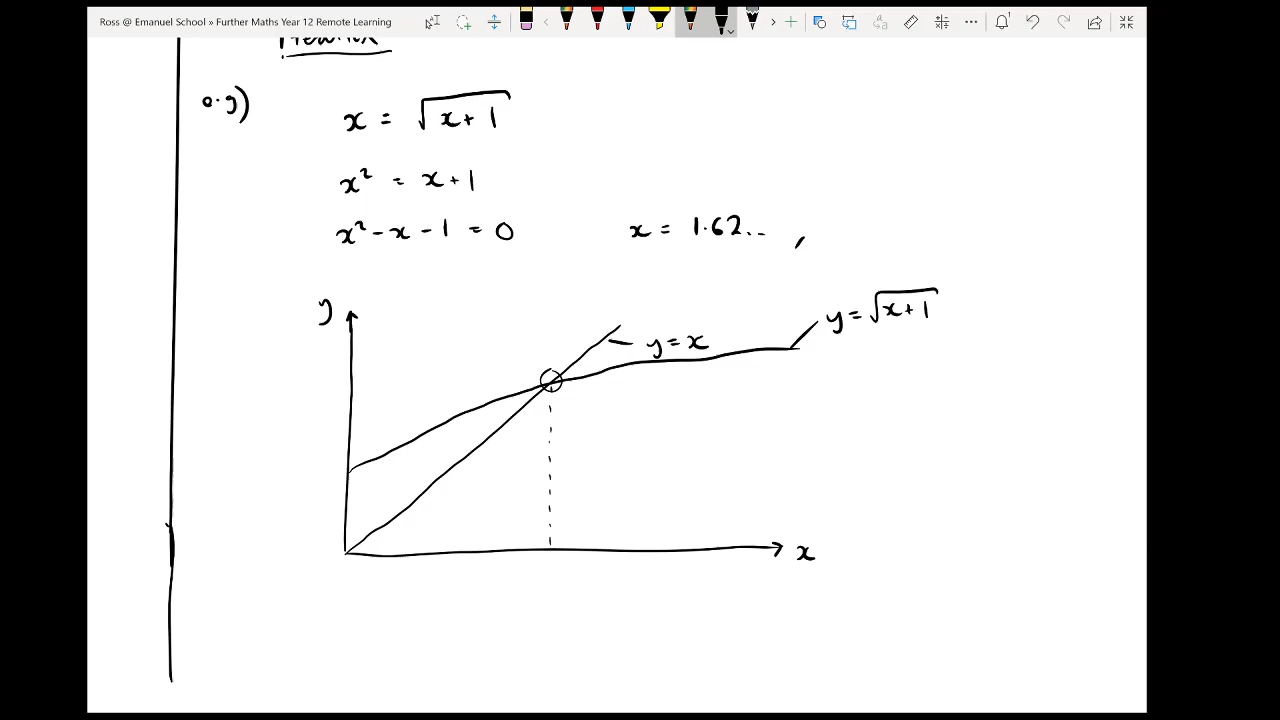 Ross @ Emanuel School » Further Maths Year 12 Remote Learning
e.g)
x = √(x+1)
x² = x+1
x² - x - 1 = 0
x = 1.62... ,
y
y = √(x+1)
y = x
x